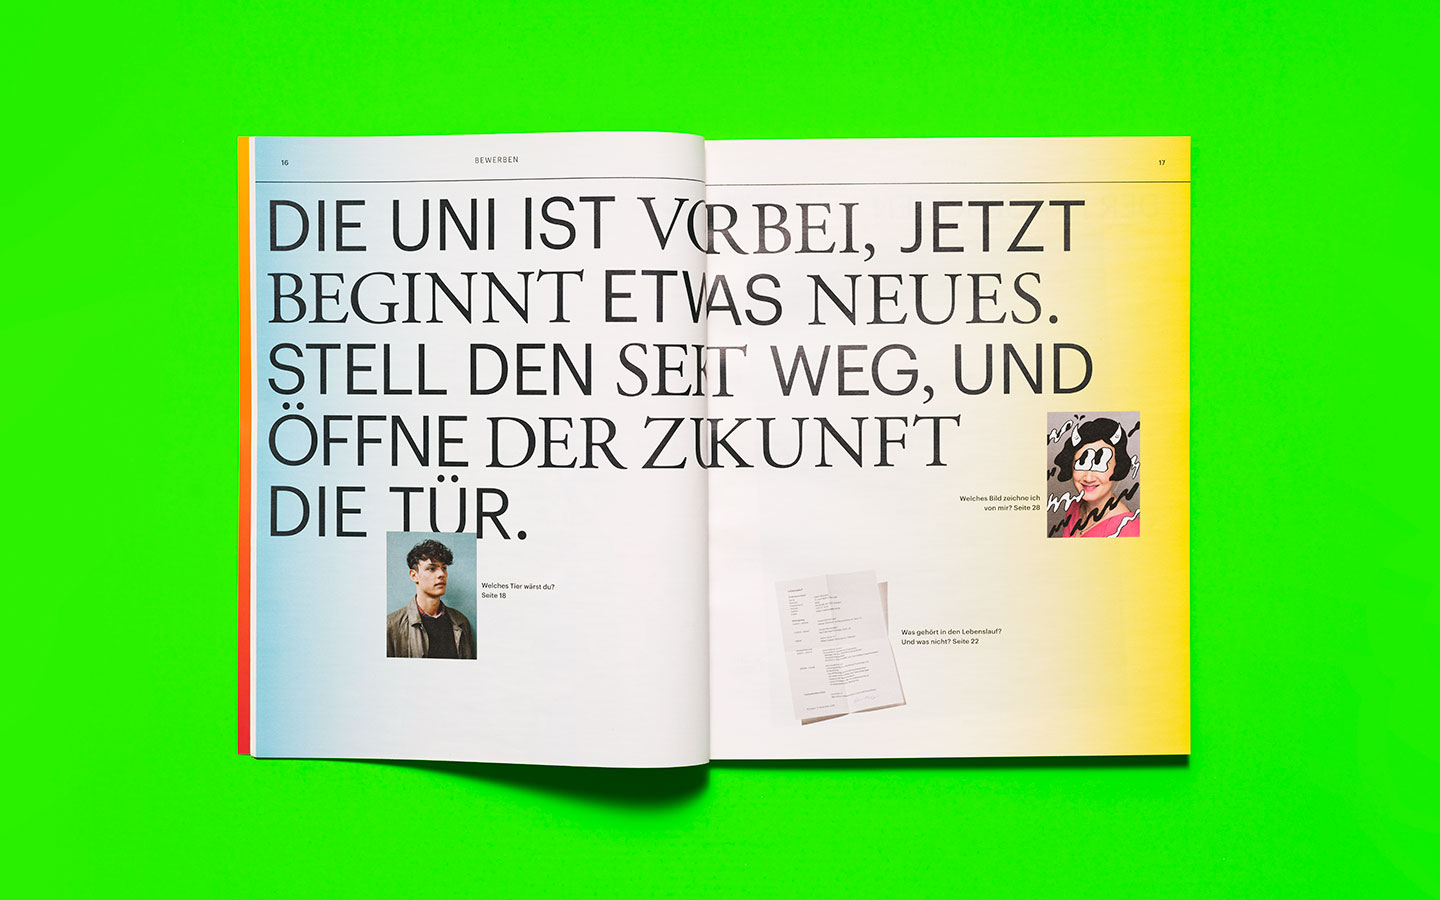 16
BEWERBEN
17
DIE UNI IST VORBEI, JETZT
BEGINNT ETWAS NEUES.
STELL DEN SEKT WEG, UND
ÖFFNE DER ZUKUNFT
DIE TÜR.
Welches Bild zeichne ich
von mir? Seite 28
Welches Tier wärst du?
Seite 18
Was gehört in den Lebenslauf?
Und was nicht? Seite 22